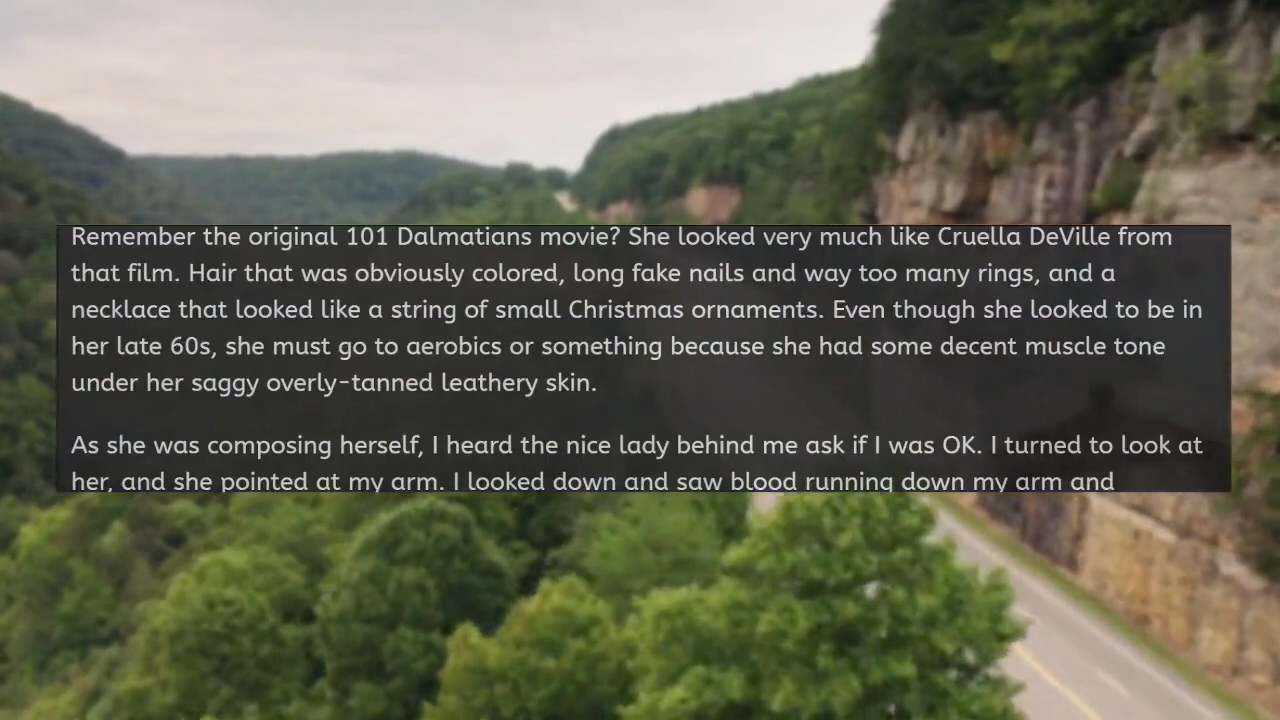 Remember the original 101 Dalmatians movie? She looked very much like Cruella DeVille from
that film. Hair that was obviously colored, long fake nails and way too many rings, and a
necklace that looked like a string of small Christmas ornaments. Even though she looked to be in
her late 60s, she must go to aerobics or something because she had some decent muscle tone
under her saggy overly-tanned leathery skin.
As she was composing herself, I heard the nice lady behind me ask if I was OK. I turned to look at
her, and she pointed at my arm. I looked down and saw blood running down my arm and